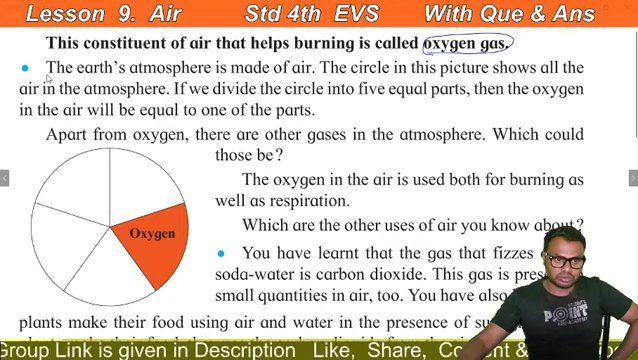 Lesson 9. Air Std 4th EVS With Que & Ans
This constituent of air that helps burning is called oxygen gas.
• The earth's atmosphere is made of air. The circle in this picture shows all the
air in the atmosphere. If we divide the circle into five equal parts, then the oxygen
in the air will be equal to one of the parts.
Apart from oxygen, there are other gases in the atmosphere. Which could
those be?
The oxygen in the air is used both for burning as
well as respiration.
Which are the other uses of air you know about?
Oxygen
• You have learnt that the gas that fizzes
soda-water is carbon dioxide. This gas is
small quantities in air, too. You have also
plants make their food using air and water in the presence of
Group Link is given in Description Like, Share, &